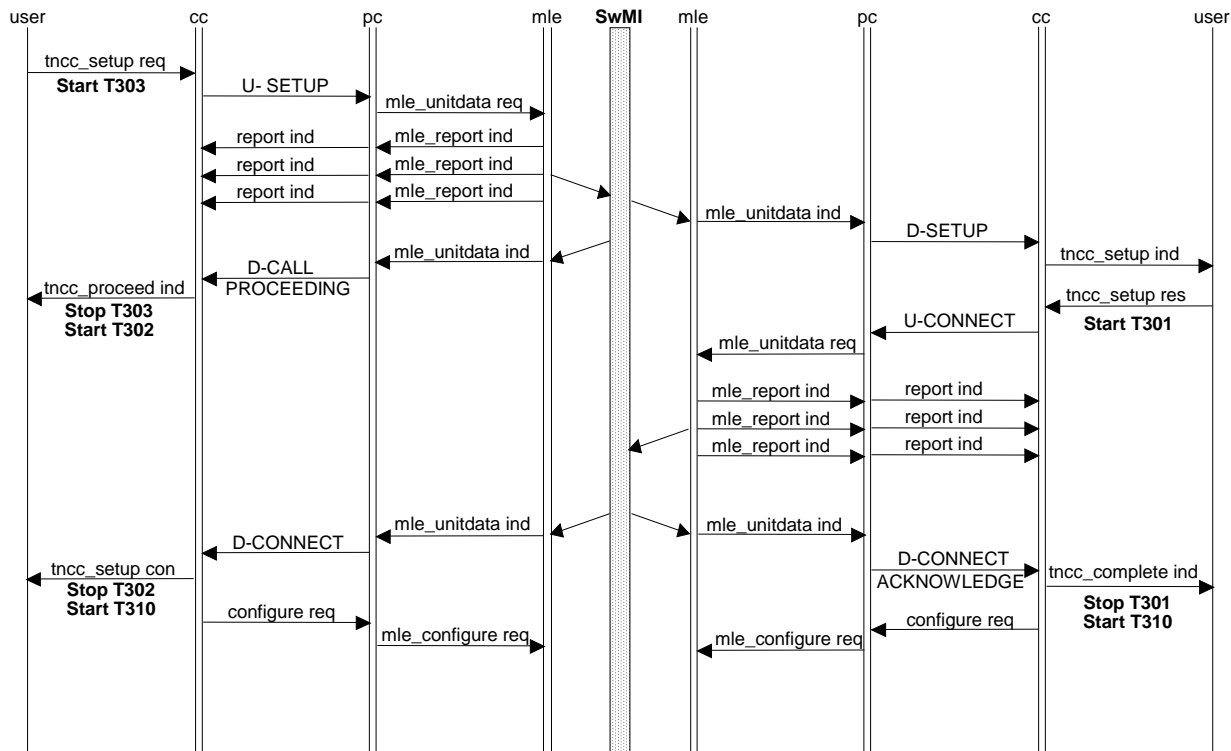 user cc pc mle SwMI mle pc cc user
tncc_setup req
Start T303
U- SETUP
mle_unitdata req
report ind mle_report ind
report ind mle_report ind
report ind mle_report ind
mle_unitdata ind
D-SETUP
mle_unitdata ind
tncc_setup ind
D-CALL
PROCEEDING
tncc_proceed ind
Stop T303
Start T302
tncc_setup res
Start T301
U-CONNECT
mle_unitdata req
mle_report ind report ind
mle_report ind report ind
mle_report ind report ind
mle_unitdata ind mle_unitdata ind
D-CONNECT
D-CONNECT
ACKNOWLEDGE
tncc_setup con
Stop T302
Start T310
tncc_complete ind
Stop T301
Start T310
configure req
configure req
mle_configure req
mle_configure req